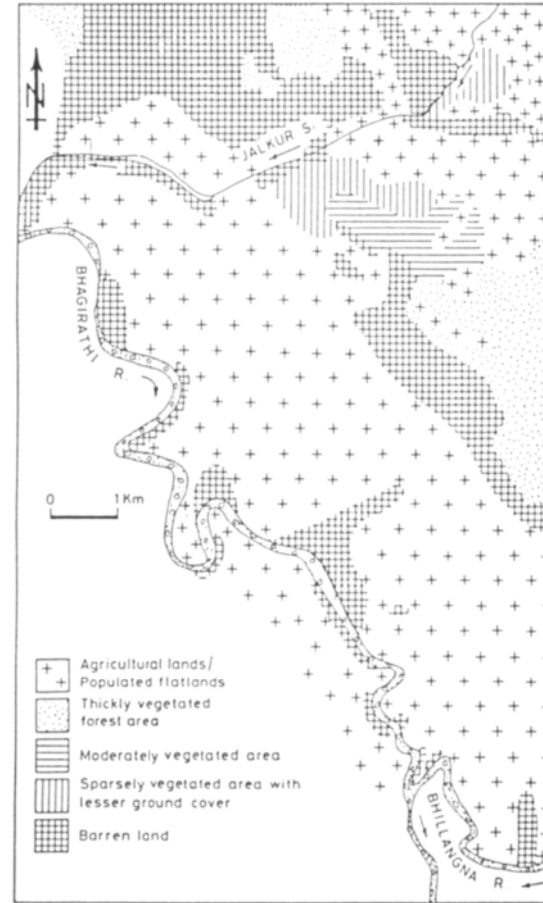 N
JALKUR S.
BHAGIRATHI
R.
0 1 Km
Agricultural lands/
Populated flatlands
Thickly vegetated
forest area
Moderately vegetated area
Sparsely vegetated area with
lesser ground cover
Barren land
BHILLANGNA
R.